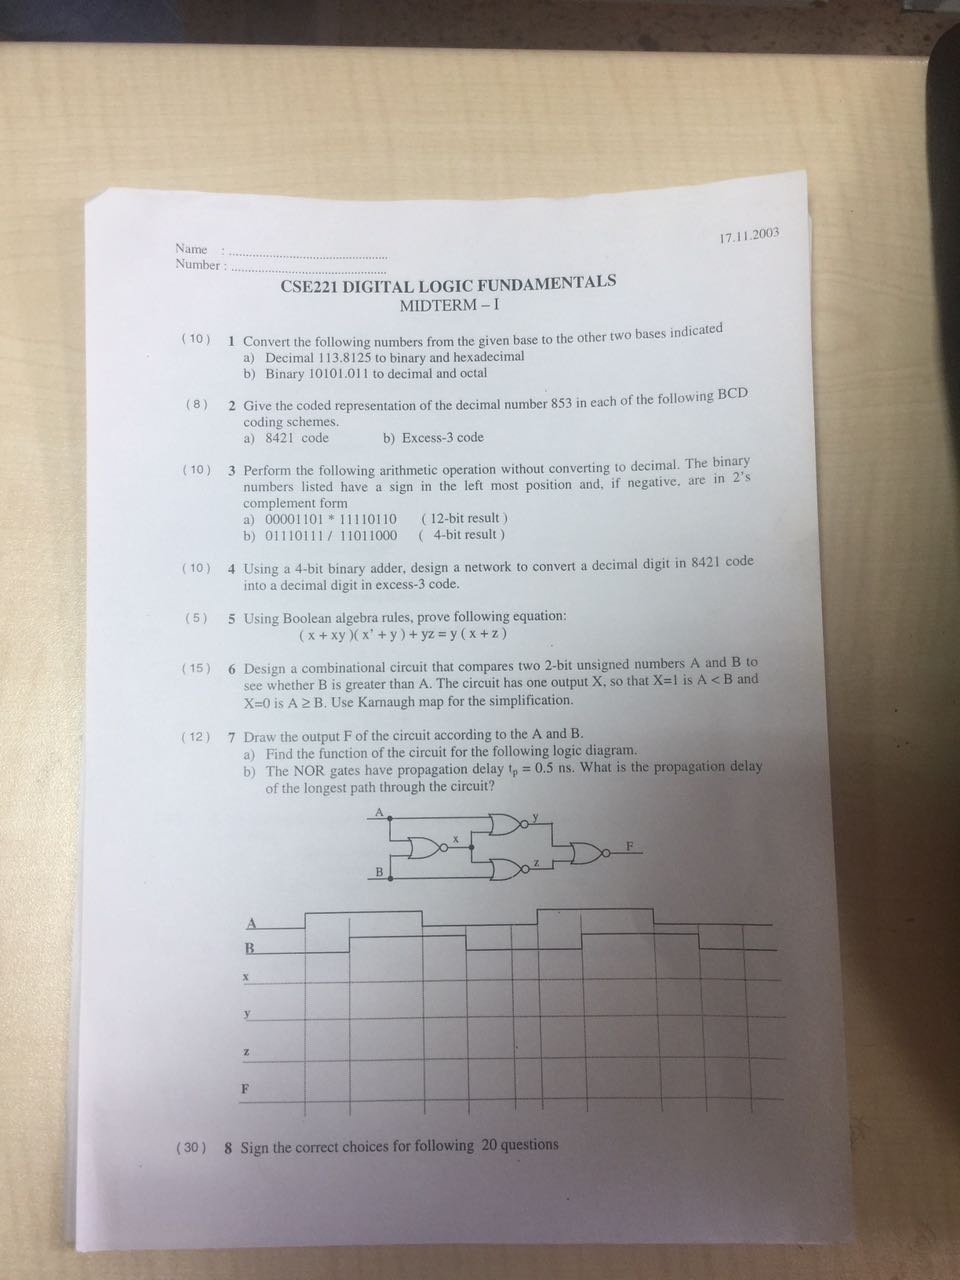 17.11.2003
Name : ................................................
Number : ................................................
CSE221 DIGITAL LOGIC FUNDAMENTALS
MIDTERM – I
( 10 ) 1 Convert the following numbers from the given base to the other two bases indicated
a) Decimal 113.8125 to binary and hexadecimal
b) Binary 10101.011 to decimal and octal
( 8 ) 2 Give the coded representation of the decimal number 853 in each of the following BCD
coding schemes.
a) 8421 code b) Excess-3 code
( 10 ) 3 Perform the following arithmetic operation without converting to decimal. The binary
numbers listed have a sign in the left most position and, if negative, are in 2's
complement form
a) 00001101 * 11110110 ( 12-bit result )
b) 01110111 / 11011000 ( 4-bit result )
( 10 ) 4 Using a 4-bit binary adder, design a network to convert a decimal digit in 8421 code
into a decimal digit in excess-3 code.
( 5 ) 5 Using Boolean algebra rules, prove following equation:
( x + xy )( x' + y ) + yz = y ( x + z )
( 15 ) 6 Design a combinational circuit that compares two 2-bit unsigned numbers A and B to
see whether B is greater than A. The circuit has one output X, so that X=1 is A < B and
X=0 is A ≥ B. Use Karnaugh map for the simplification.
( 12 ) 7 Draw the output F of the circuit according to the A and B.
a) Find the function of the circuit for the following logic diagram.
b) The NOR gates have propagation delay tp = 0.5 ns. What is the propagation delay
of the longest path through the circuit?
A
y
x
F
z
B
A
B
x
y
z
F
( 30 ) 8 Sign the correct choices for following 20 questions